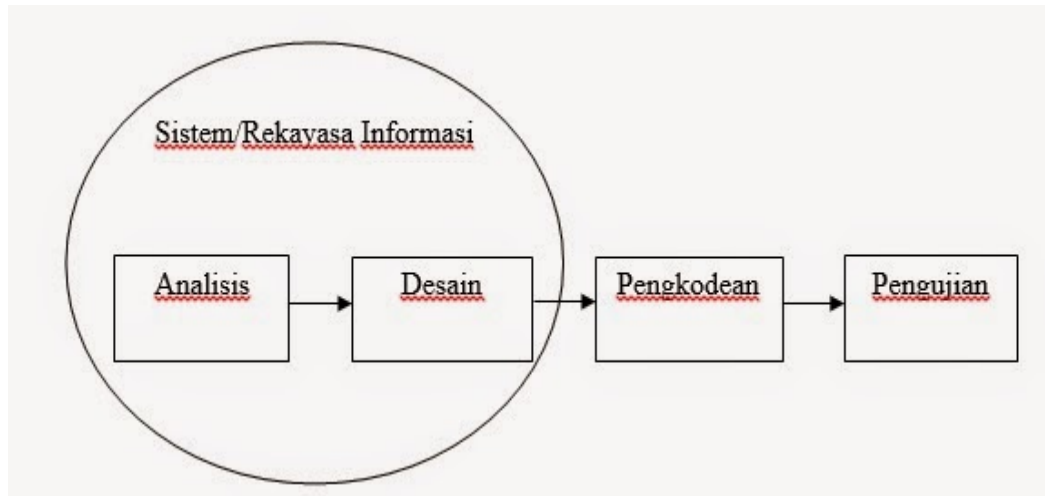 Sistem/Rekayasa Informasi
Analisis
Desain
Pengkodean
Pengujian